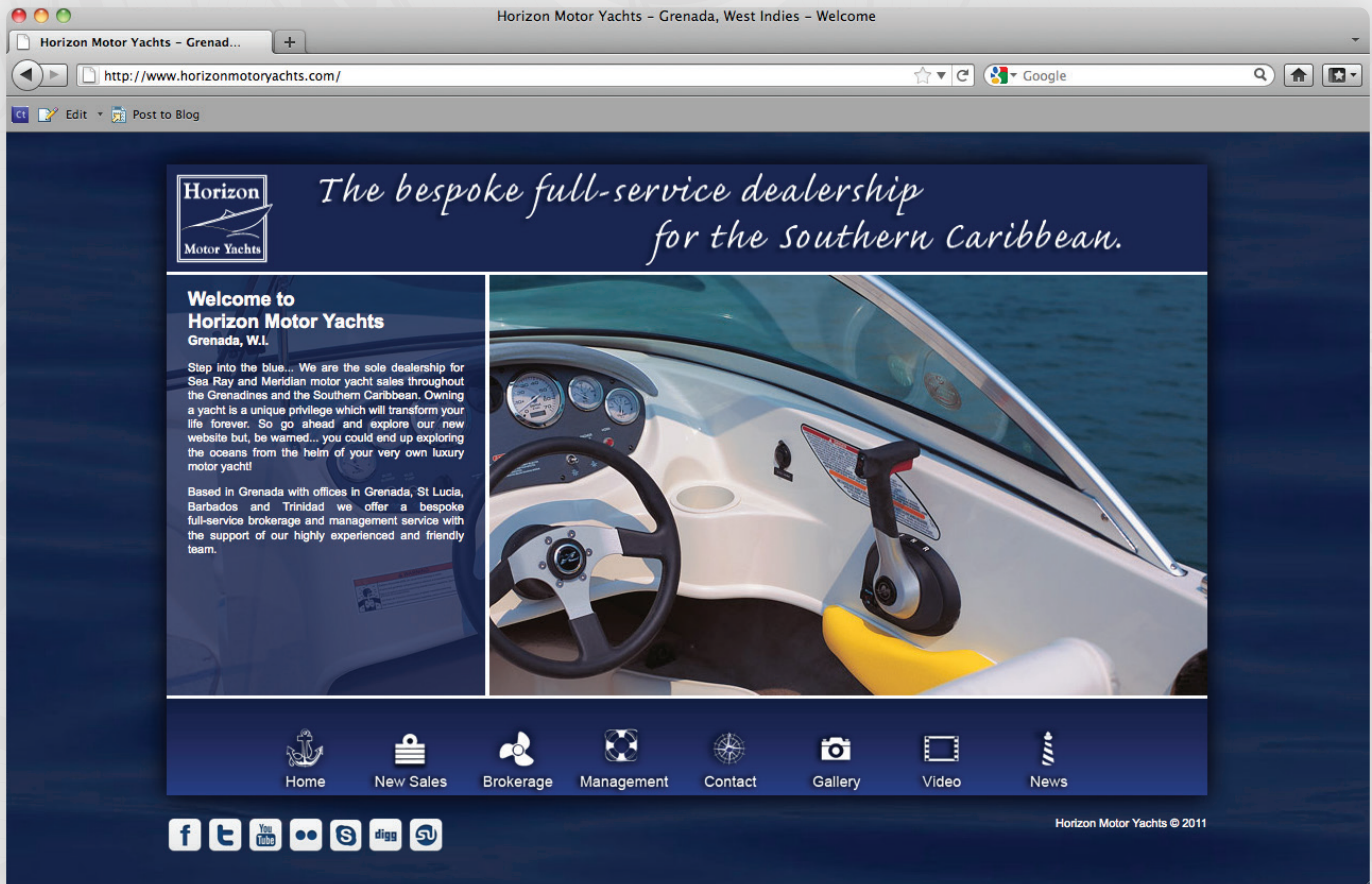 Horizon Motor Yachts – Grenada, West Indies – Welcome
Horizon Motor Yachts – Grenad...
http://www.horizonmotoryachts.com/
Google
Ct
Edit
Post to Blog
Horizon
Motor Yachts
The bespoke full-service dealership
for the Southern Caribbean.
Welcome to
Horizon Motor Yachts
Grenada, W.I.
Step into the blue... We are the sole dealership for
Sea Ray and Meridian motor yacht sales throughout
the Grenadines and the Southern Caribbean. Owning
a yacht is a unique privilege which will transform your
life forever. So go ahead and explore our new
website but, be warned... you could end up exploring
the oceans from the helm of your very own luxury
motor yacht!
Based in Grenada with offices in Grenada, St Lucia,
Barbados and Trinidad we offer a bespoke
full-service brokerage and management service with
the support of our highly experienced and friendly
team.
N R
Home
New Sales
Brokerage
Management
Contact
Gallery
Video
News
f
t
You
Tube
S
digg
Horizon Motor Yachts © 2011